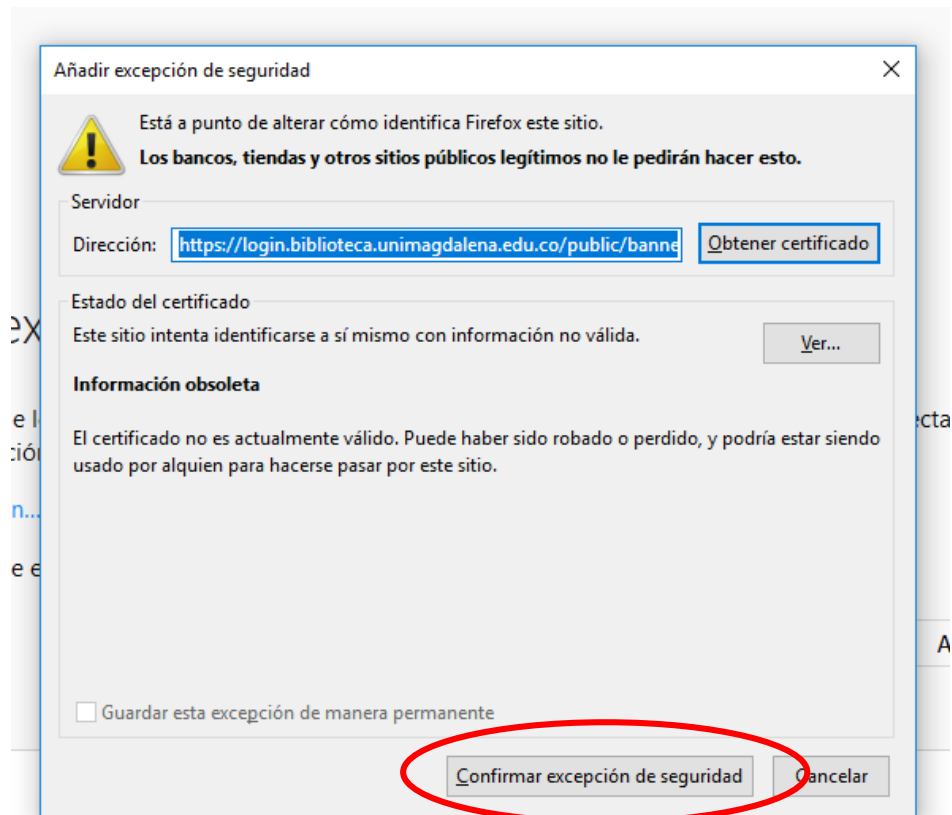 Añadir excepción de seguridad
Está a punto de alterar cómo identifica Firefox este sitio.
Los bancos, tiendas y otros sitios públicos legítimos no le pedirán hacer esto.
Servidor
Dirección: https://login.biblioteca.unimagdalena.edu.co/public/banne Obtener certificado
Estado del certificado
Este sitio intenta identificarse a sí mismo con información no válida. Ver...
Información obsoleta
El certificado no es actualmente válido. Puede haber sido robado o perdido, y podría estar siendo
usado por alguien para hacerse pasar por este sitio.
Guardar esta excepción de manera permanente
Confirmar excepción de seguridad Cancelar